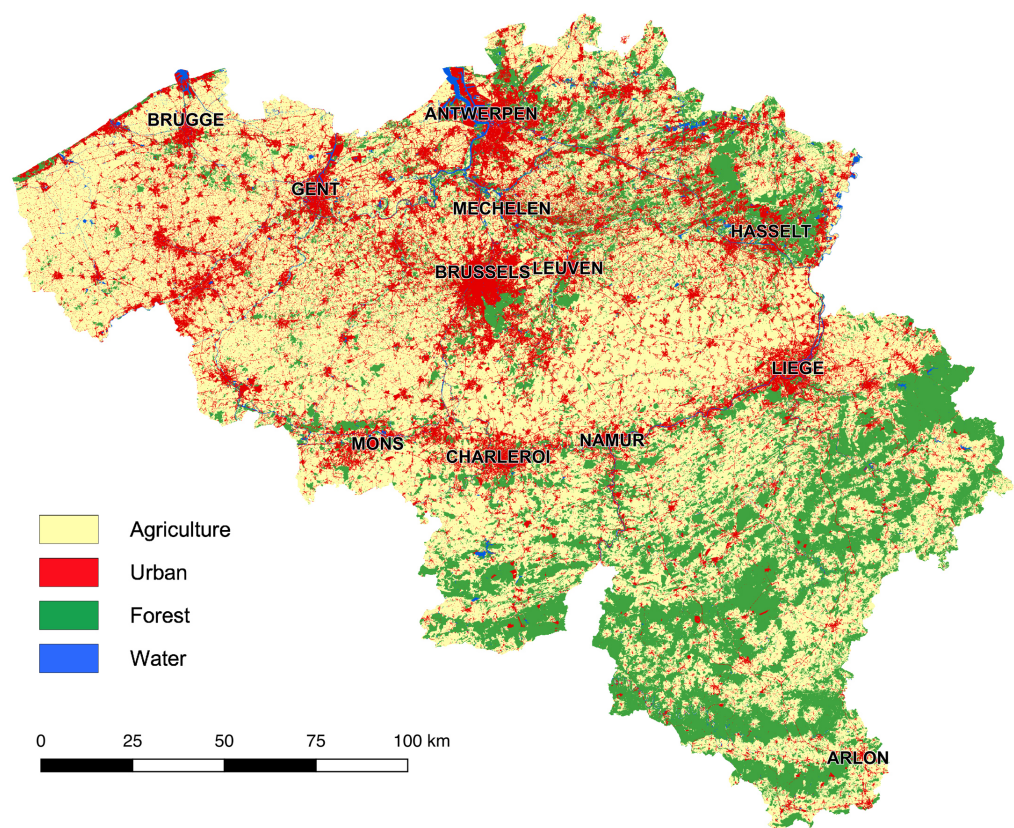 ANTWERPEN
BRUGGE
GENT
MECHELEN
HASSELT
BRUSSELS
LEUVEN
LIEGE
NAMUR
MONS
CHARLEROI
Agriculture
Urban
Forest
Water
0 25 50 75 100 km
ARLON